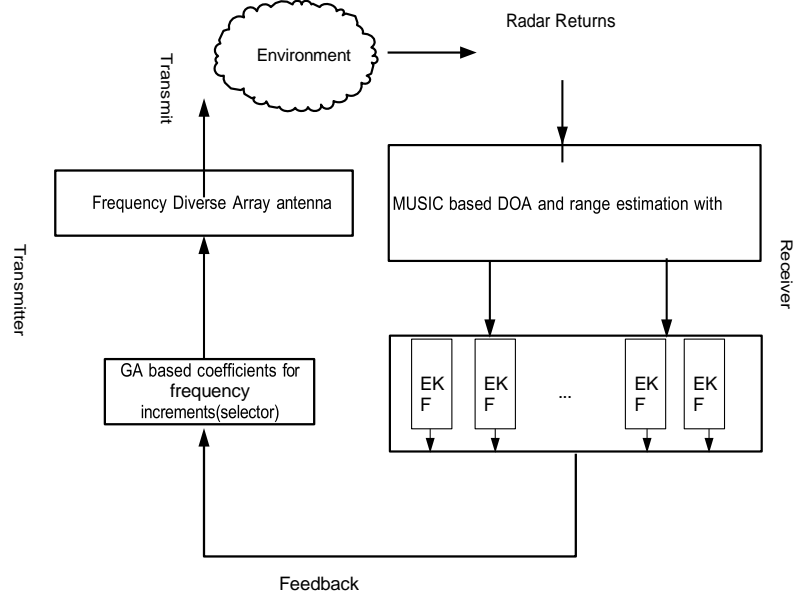 Radar Returns
Environment
Transmit
Frequency Diverse Array antenna
MUSIC based DOA and range estimation with
Transmitter
Receiver
GA based coefficients for
frequency
increments(selector)
EK
F
EK
F
...
EK
F
EK
F
Feedback